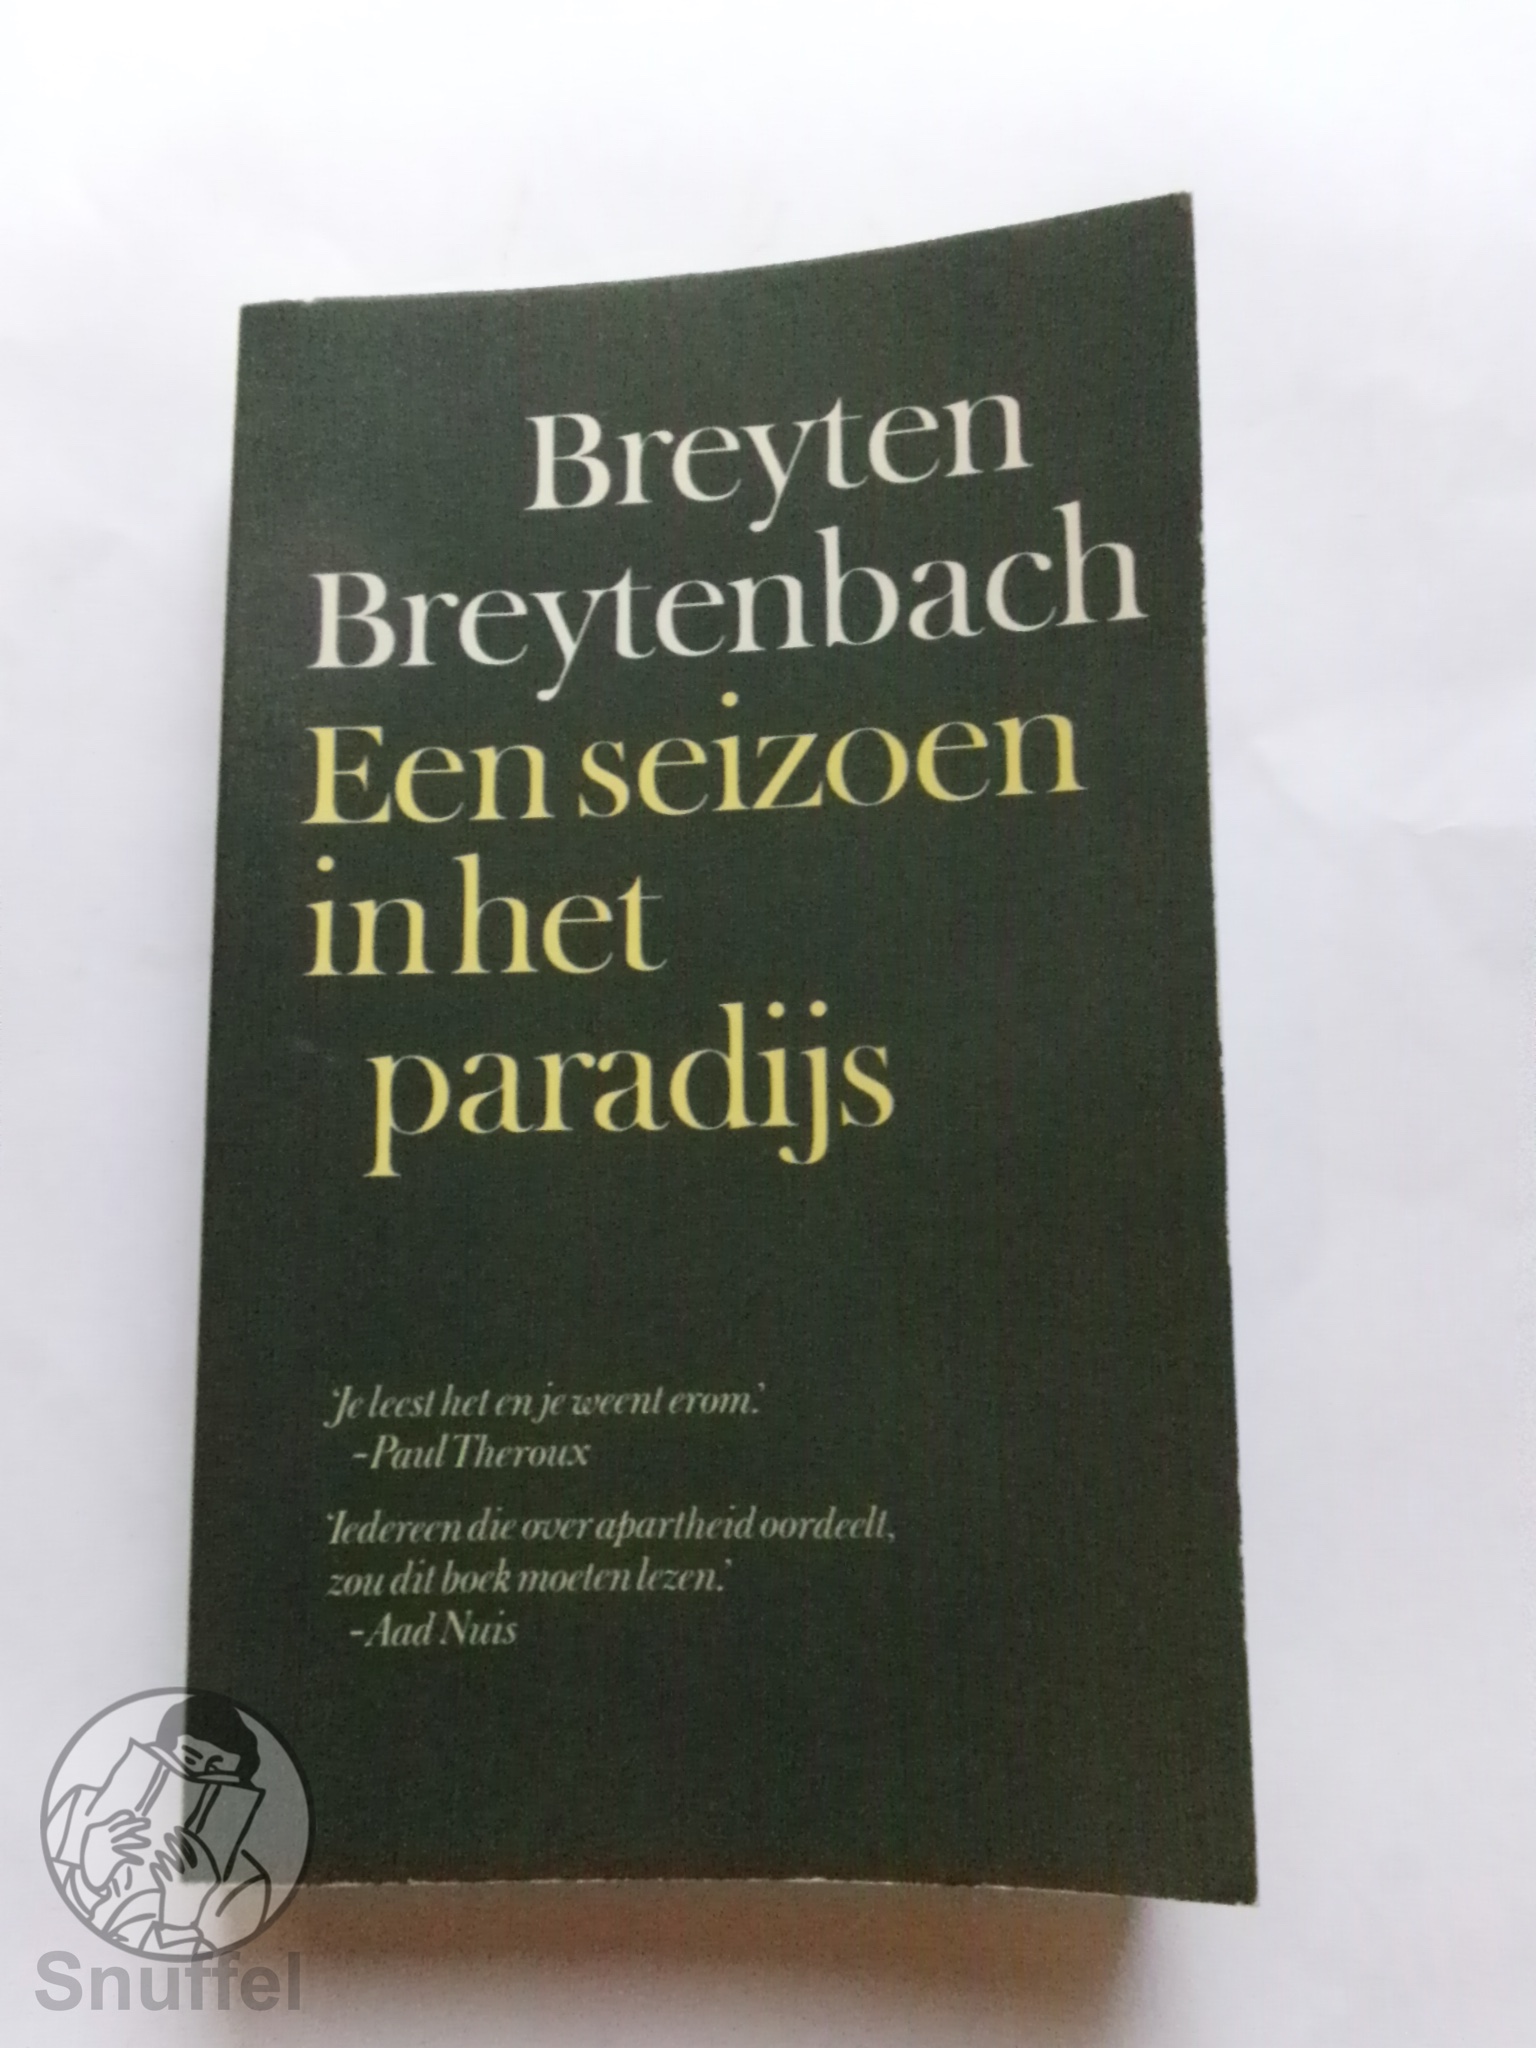 Breyten
Breytenbach
Een seizoen
in het
paradijs
'Je leest het en je weent erom.'
-Paul Theroux
'Iedereen die over apartheid oordeelt,
zou dit boek moeten lezen.'
-Aad Nuis
Snuffel